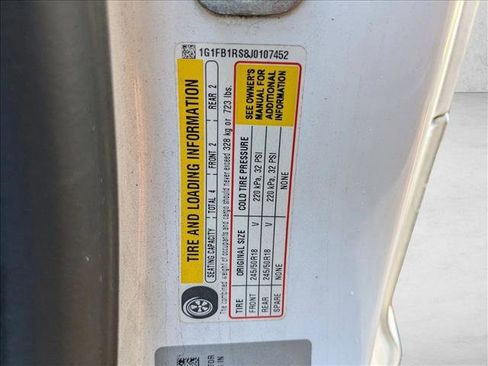 1G1FB1RS8J0107452
TIRE AND LOADING INFORMATION
SEATING CAPACITY TOTAL 4 FRONT 2 REAR 2
The combined weight of occupants and cargo should never exceed 328 kg or 723 lbs.
TIRE ORIGINAL SIZE COLD TIRE PRESSURE
FRONT 245/50R18 V 220 kPa, 32 PSI
REAR 245/50R18 V 220 kPa, 32 PSI
SPARE NONE NONE
SEE OWNER'S
MANUAL FOR
ADDITIONAL
INFORMATION